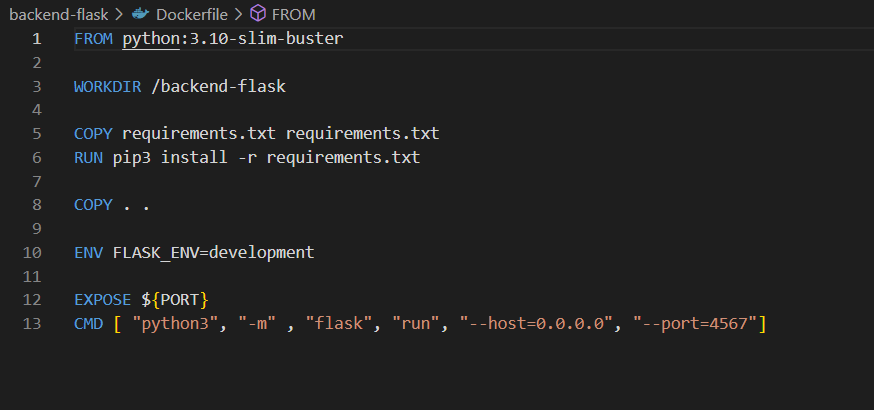 backend-flask > Dockerfile > FROM
1 FROM python:3.10-slim-buster
2
3 WORKDIR /backend-flask
4
5 COPY requirements.txt requirements.txt
6 RUN pip3 install -r requirements.txt
7
8 COPY . .
9
10 ENV FLASK_ENV=development
11
12 EXPOSE ${PORT}
13 CMD [ "python3", "-m" , "flask", "run", "--host=0.0.0.0", "--port=4567"]